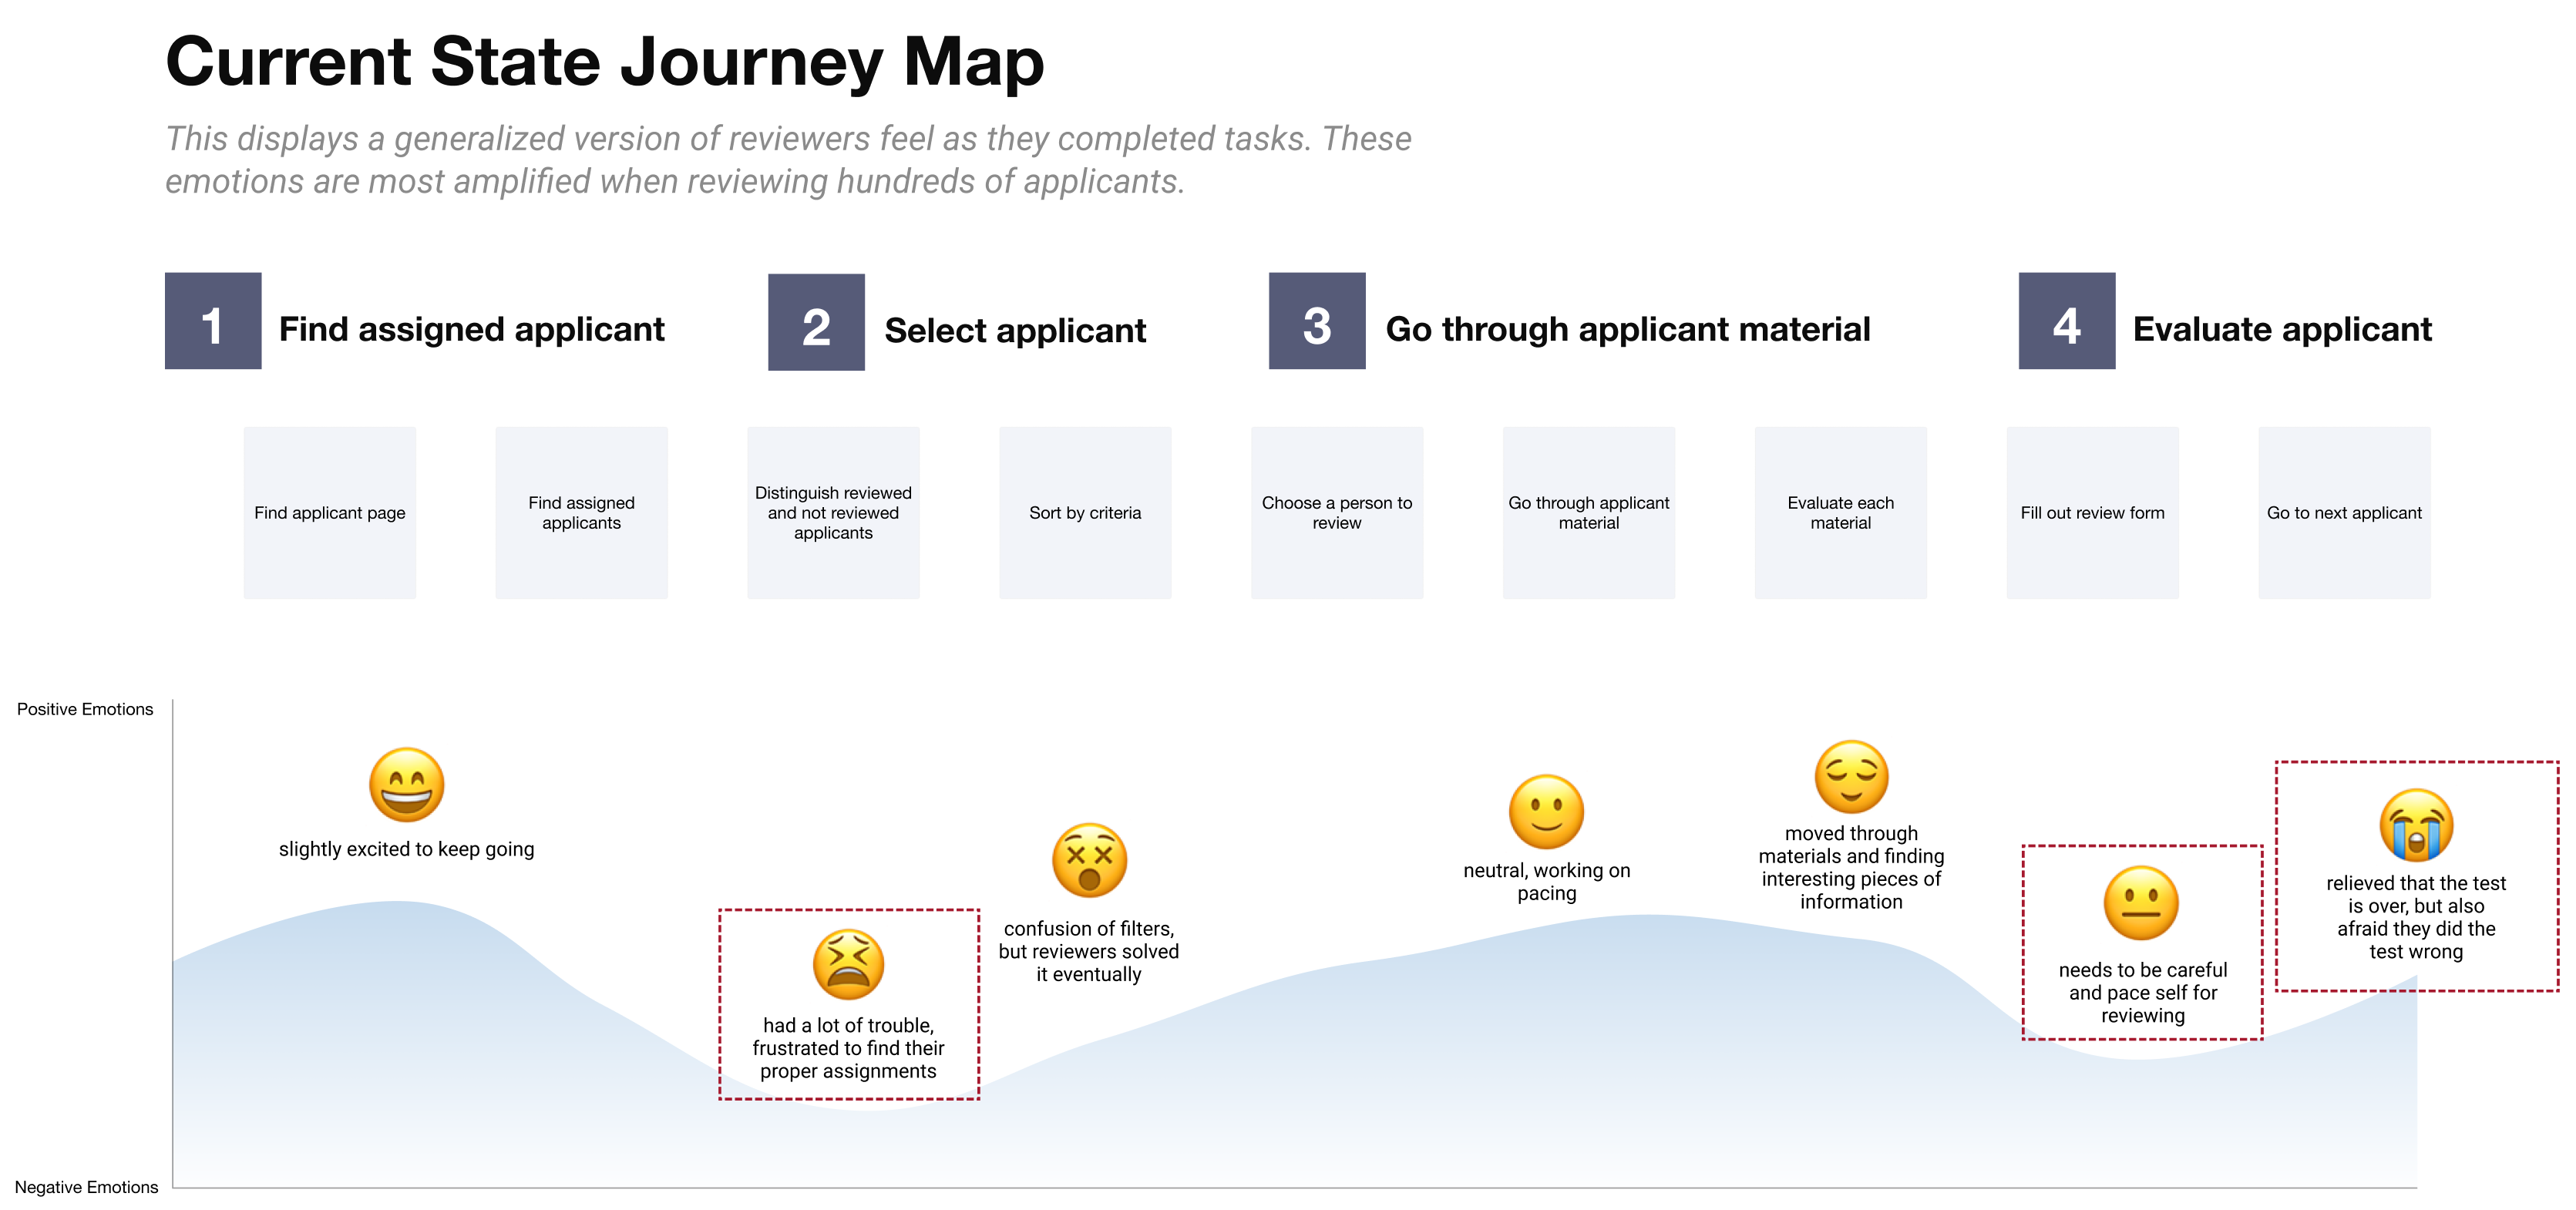 Current State Journey Map
This displays a generalized version of reviewers feel as they completed tasks. These
emotions are most amplified when reviewing hundreds of applicants.
1
Find assigned applicant
2
Select applicant
3
Go through applicant material
4
Evaluate applicant
Find applicant page
Find assigned
applicants
Distinguish reviewed
and not reviewed
applicants
Sort by criteria
Choose a person to
review
Go through applicant
material
Evaluate each
material
Fill out review form
Go to next applicant
Positive Emotions
slightly excited to keep going
had a lot of trouble,
frustrated to find their
proper assignments
confusion of filters,
but reviewers solved
it eventually
neutral, working on
pacing
moved through
materials and finding
interesting pieces of
information
needs to be careful
and pace self for
reviewing
relieved that the test
is over, but also
afraid they did the
test wrong
Negative Emotions